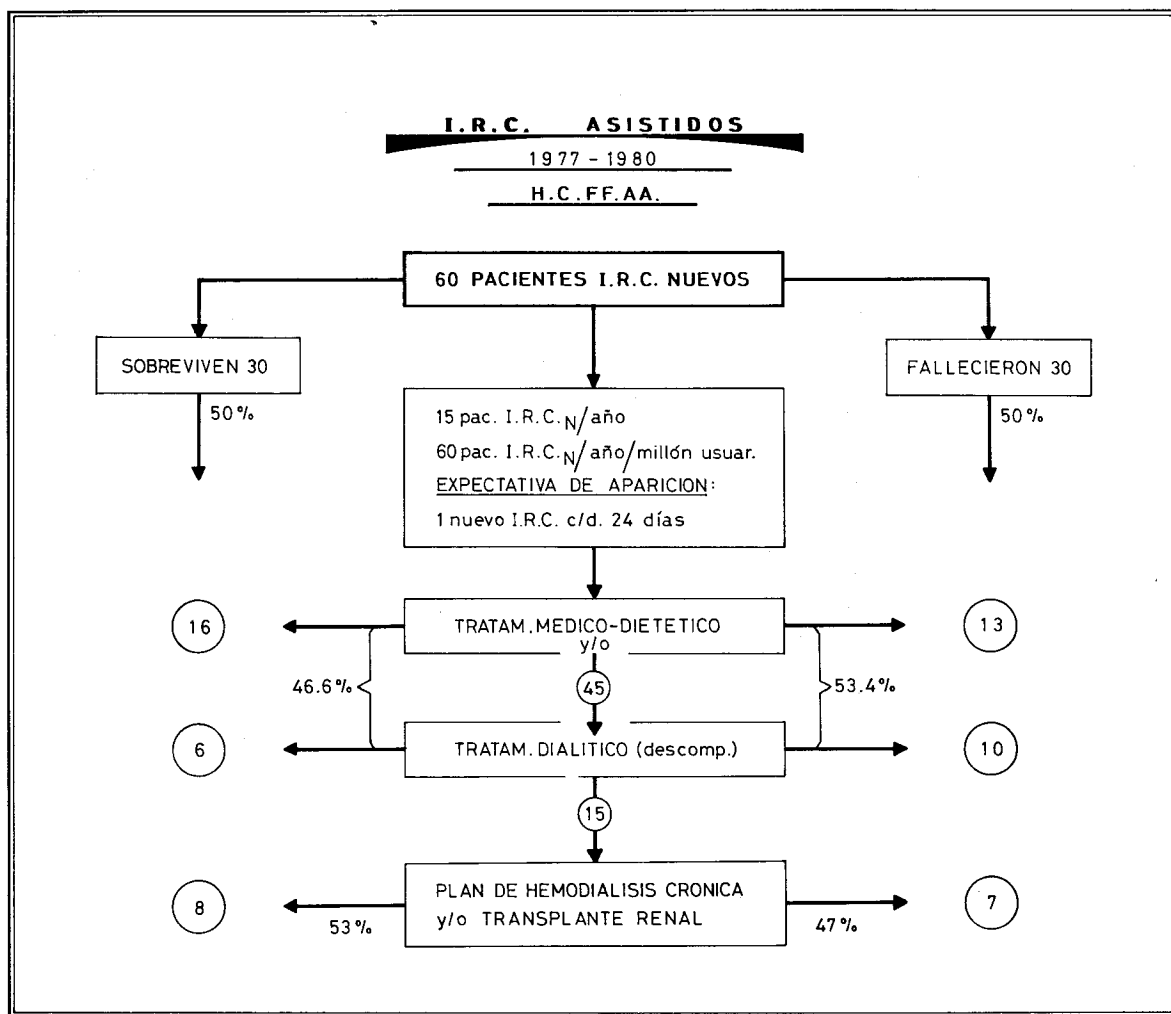 I.R.C. ASISTIDOS
1977 - 1980
H.C.FF.AA.
60 PACIENTES I.R.C. NUEVOS
SOBREVIVEN 30
FALLECIERON 30
50%
50%
15 pac. I.R.C.N/año
60 pac. I.R.C.N/año/millón usuar.
EXPECTATIVA DE APARICION:
1 nuevo I.R.C. c/d. 24 días
16
TRATAM. MEDICO-DIETETICO
y/o
13
46.6%
45
53.4%
6
TRATAM. DIALITICO (descomp.)
10
15
8
PLAN DE HEMODIALISIS CRONICA
y/o TRANSPLANTE RENAL
7
53%
47%